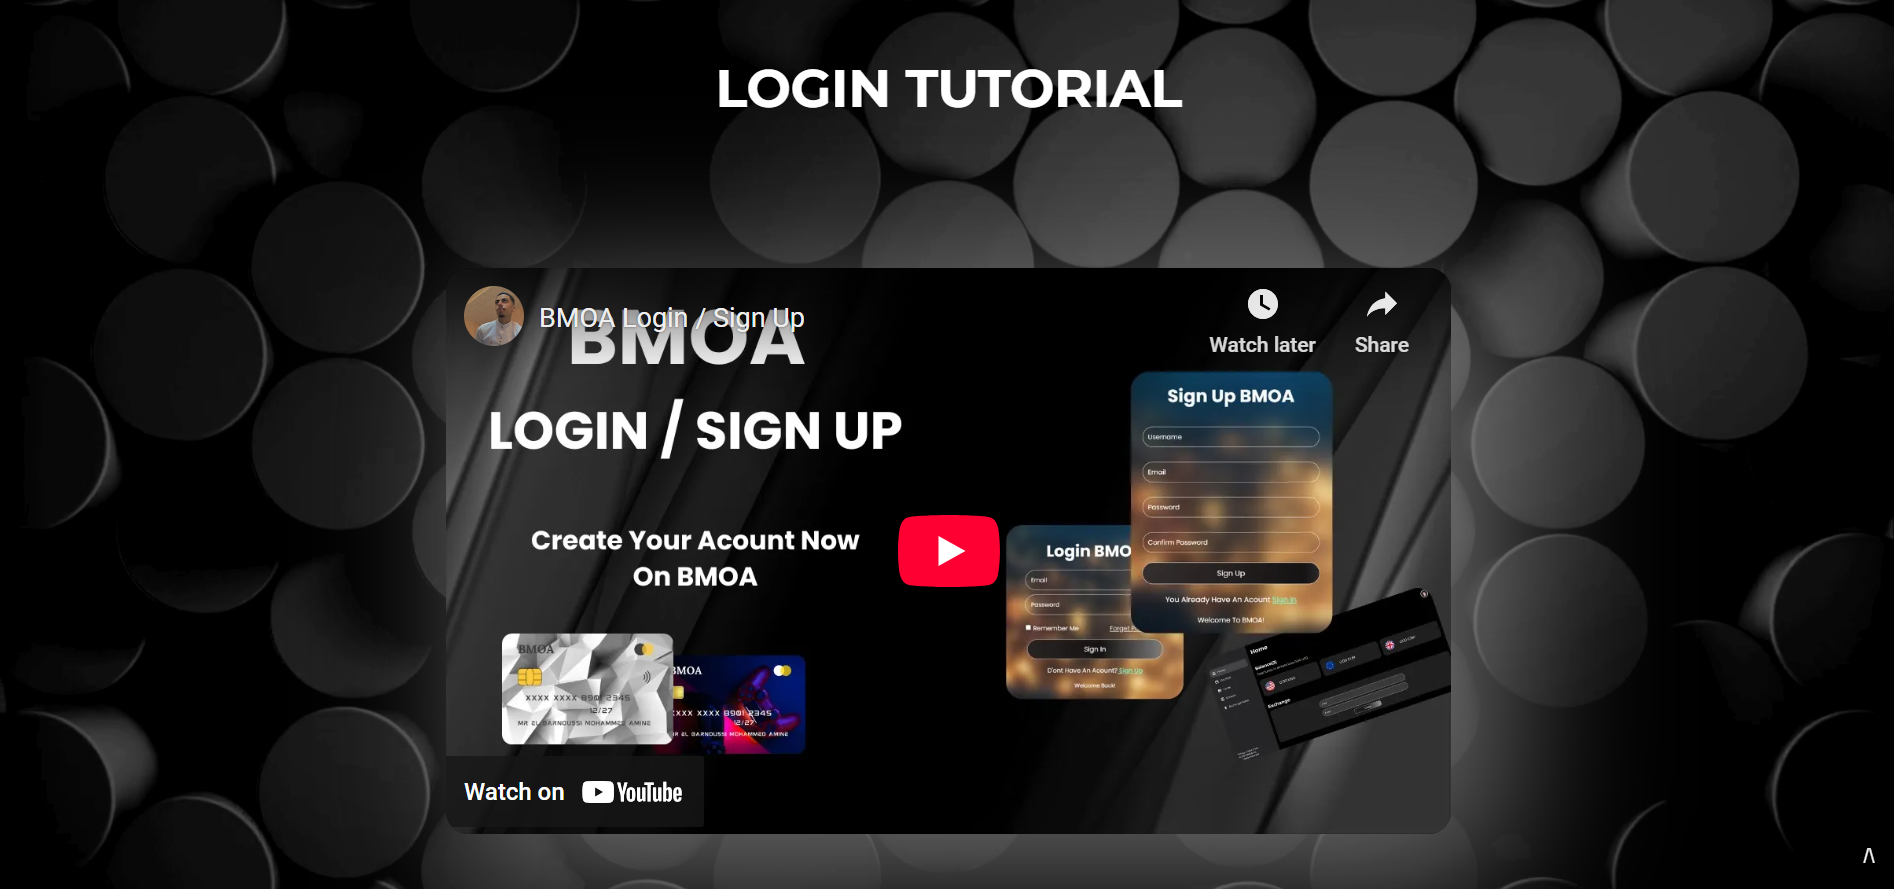 LOGIN TUTORIAL
BMOA Login / Sign Up
Watch later
Share
BMOA
LOGIN / SIGN UP
Create Your Acount Now
On BMOA
Sign Up BMOA
Username
Email
Password
Confirm Password
Sign Up
You Already Have An Acount Sign In
Welcome To BMOA!
Login BMO
Email
Password
Remember Me
Sign In
D'ont Have An Acount? Sign Up
Welcome Back!
BMOA
XXXX XXXX 8901 2345
12/27
MR EL GARNOUSSI MOHAMMED AMINE
BMOA
XXX XXXX 8901 2345
12/27
MR EL GARNOUSSI MOHAMMED AMINE
Home
Exchange
Watch on YouTube